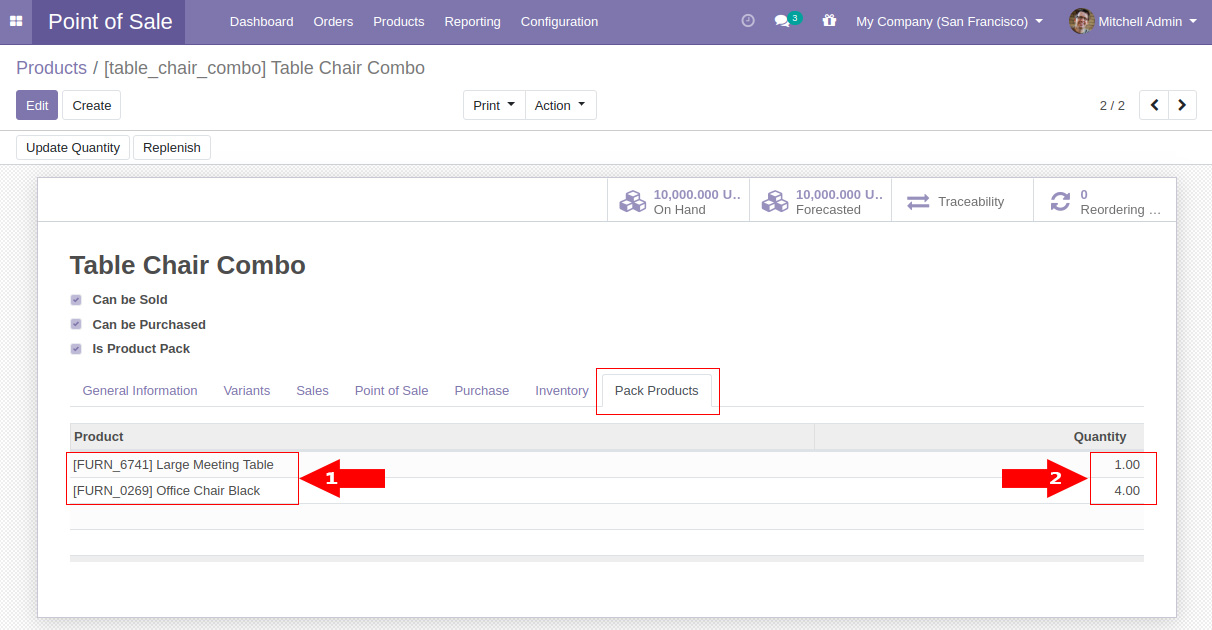 Point of Sale Dashboard Orders Products Reporting Configuration 3 My Company (San Francisco) Mitchell Admin
Products / [table_chair_combo] Table Chair Combo
Edit Create Print Action 2 / 2
Update Quantity Replenish
10,000.000 U.. 10,000.000 U.. 0
On Hand Forecasted Traceability Reordering ...
Table Chair Combo
Can be Sold
Can be Purchased
Is Product Pack
General Information Variants Sales Point of Sale Purchase Inventory Pack Products
Product Quantity
[FURN_6741] Large Meeting Table 1.00
1 2
[FURN_0269] Office Chair Black 4.00